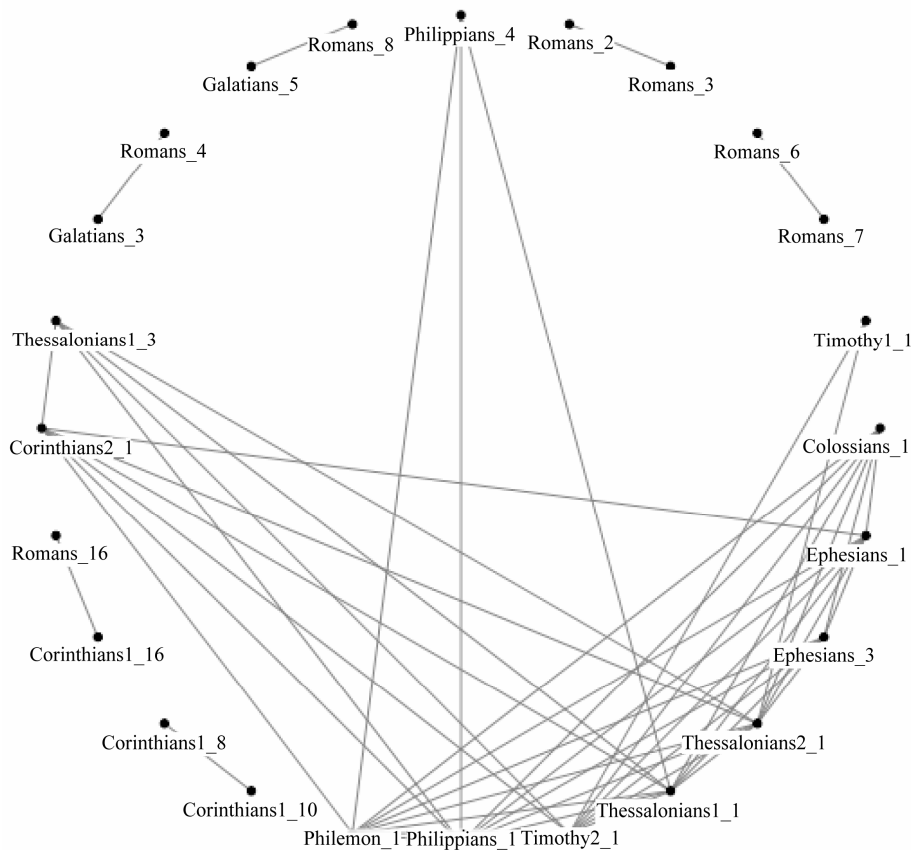 Philippians_4
Romans_8
Romans_2
Galatians_5
Romans_3
Romans_4
Romans_6
Galatians_3
Romans_7
Thessalonians1_3
Timothy1_1
Corinthians2_1
Colossians_1
Romans_16
Ephesians_1
Corinthians1_16
Ephesians_3
Corinthians1_8
Thessalonians2_1
Corinthians1_10
Thessalonians1_1
Philemon_1
Philippians_1
Timothy2_1